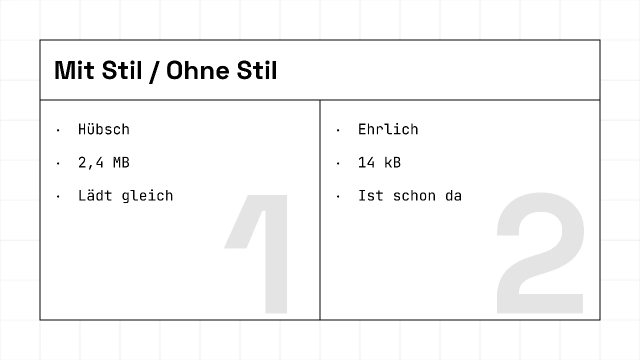 Mit Stil / Ohne Stil
· Hübsch
· 2,4 MB
· Lädt gleich
1
· Ehrlich
· 14 kB
· Ist schon da
2